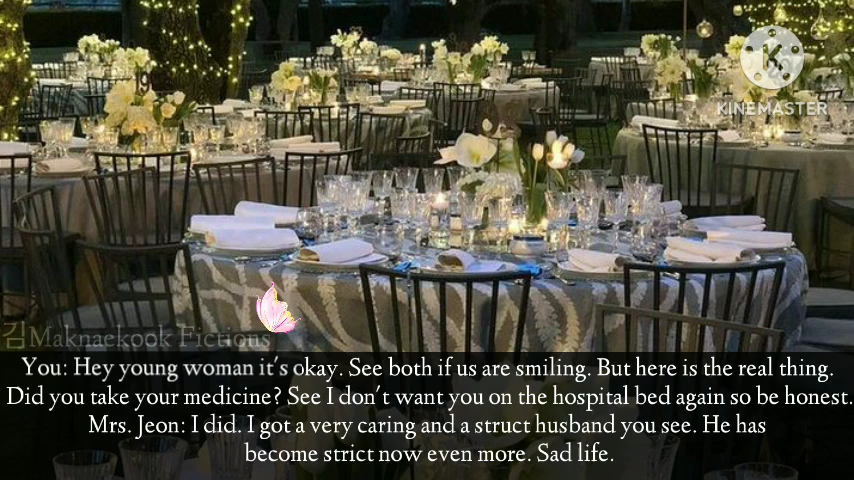 KINEMASTER
김Maknaekook Fictions
You: Hey young woman it's okay. See both if us are smiling. But here is the real thing.
Did you take your medicine? See I don't want you on the hospital bed again so be honest.
Mrs. Jeon: I did. I got a very caring and a struct husband you see. He has
become strict now even more. Sad life.